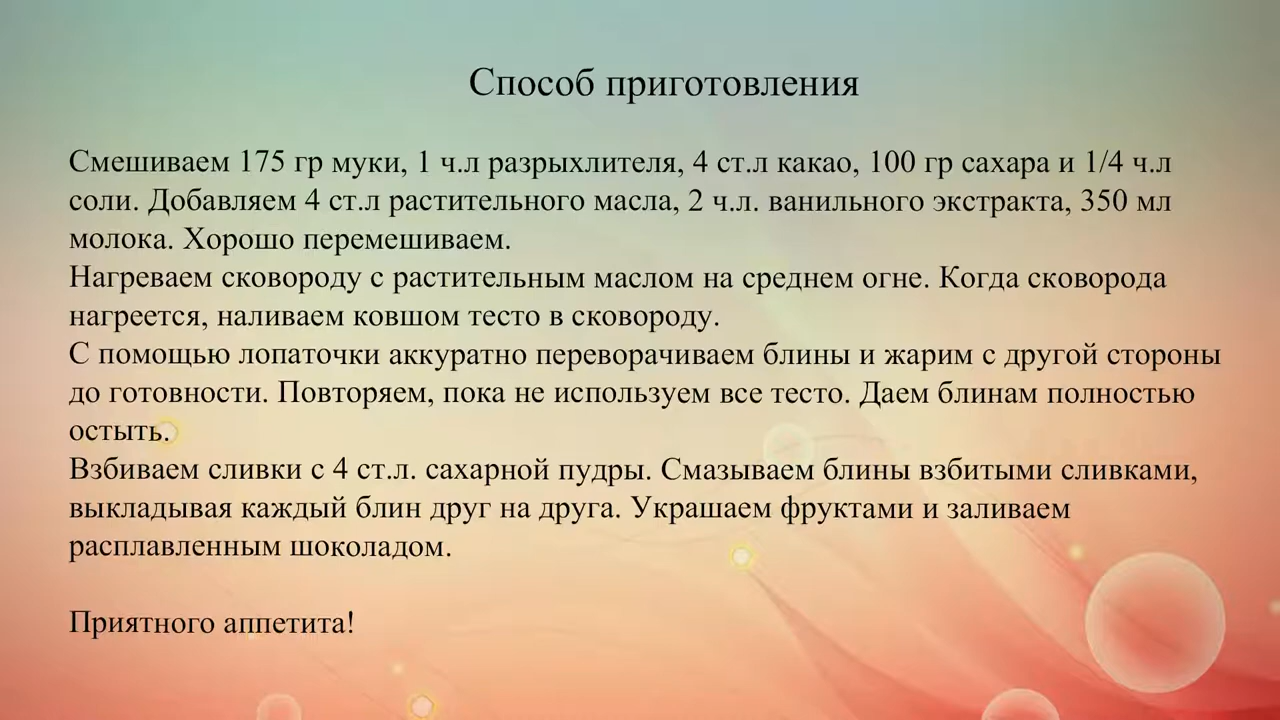 Способ приготовления
Смешиваем 175 гр муки, 1 ч.л разрыхлителя, 4 ст.л какао, 100 гр сахара и 1/4 ч.л
соли. Добавляем 4 ст.л растительного масла, 2 ч.л. ванильного экстракта, 350 мл
молока. Хорошо перемешиваем.
Нагреваем сковороду с растительным маслом на среднем огне. Когда сковорода
нагреется, наливаем ковшом тесто в сковороду.
С помощью лопаточки аккуратно переворачиваем блины и жарим с другой стороны
до готовности. Повторяем, пока не используем все тесто. Даем блинам полностью
остыть.
Взбиваем сливки с 4 ст.л. сахарной пудры. Смазываем блины взбитыми сливками,
выкладывая каждый блин друг на друга. Украшаем фруктами и заливаем
расплавленным шоколадом.
Приятного аппетита!